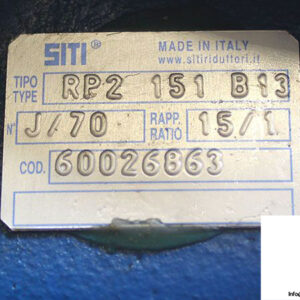 SITI® MADE IN ITALY
www.sitiriduttori.it
TIPO
TYPE RP2 151 B13
N° J/70 RAPP.
RATIO 15/1
COD. 60026863